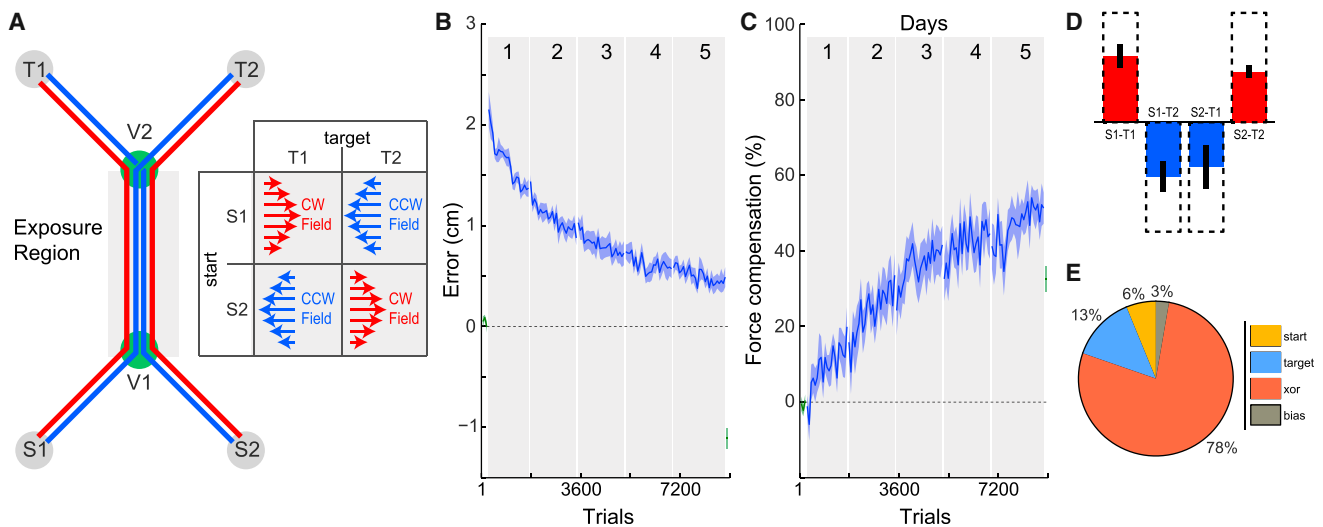 A
T1
T2
V2
Exposure
Region
V1
S1
S2
target
T1
T2
start
S1
CW
Field
CCW
Field
S2
CCW
Field
CW
Field
B
Error (cm)
3
2
1
0
−1
1 2 3 4 5
1 3600 7200
Trials
C
Days
Force compensation (%)
100
80
60
40
20
0
1 2 3 4 5
1 3600 7200
Trials
D
S1-T1
S1-T2
S2-T1
S2-T2
E
6%
3%
13%
78%
start
target
xor
bias